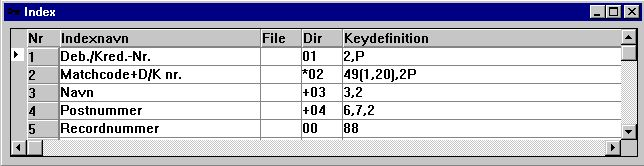 Index
Nr Indexnavn File Dir Keydefinition
1 Deb./Kred.-Nr. 01 2,P
2 Matchcode+D/K nr. *02 49(1,20),2P
3 Navn +03 3,2
4 Postnummer +04 6,7,2
5 Recordnummer 00 88